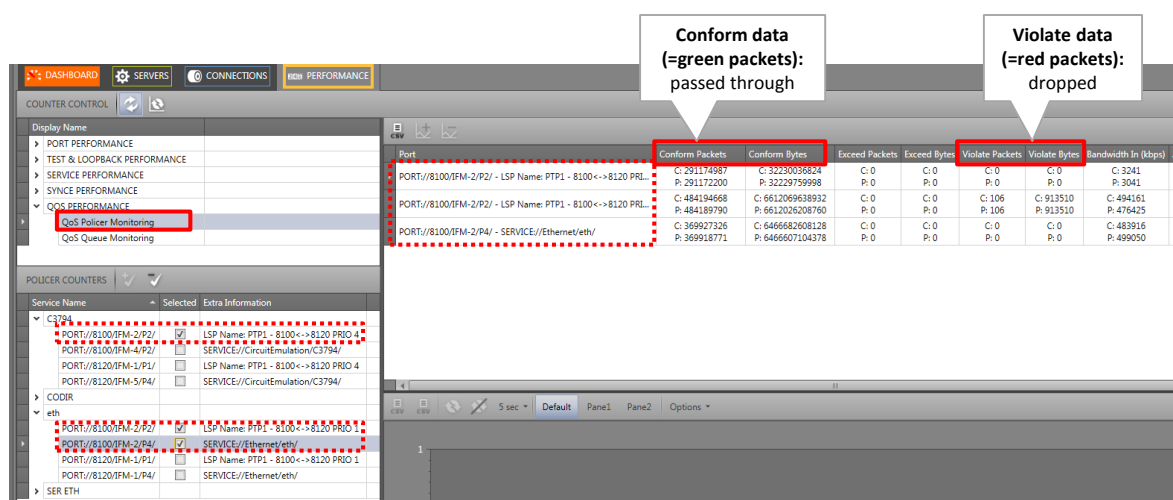 Conform data
(=green packets):
passed through
Violate data
(=red packets):
dropped
DASHBOARD SERVERS CONNECTIONS PERFORMANCE
COUNTER CONTROL
Display Name
PORT PERFORMANCE
TEST & LOOPBACK PERFORMANCE
SERVICE PERFORMANCE
SYNCE PERFORMANCE
QOS PERFORMANCE
QoS Policer Monitoring
QoS Queue Monitoring
CSV
Port Conform Packets Conform Bytes Exceed Packets Exceed Bytes Violate Packets Violate Bytes Bandwidth In (kbps)
PORT://8100/IFM-2/P2/ - LSP Name: PTP1 - 8100<->8120 PRI... C: 291174987 C: 32230036824 C: 0 C: 0 C: 0 C: 0 C: 3241
P: 291172200 P: 32229759998 P: 0 P: 0 P: 0 P: 0 P: 3041
PORT://8100/IFM-2/P2/ - LSP Name: PTP1 - 8100<->8120 PRI... C: 484194668 C: 6612069638932 C: 0 C: 0 C: 106 C: 913510 C: 494161
P: 484189790 P: 6612026208760 P: 0 P: 0 P: 106 P: 913510 P: 476425
PORT://8100/IFM-2/P4/ - SERVICE://Ethernet/eth/ C: 369927326 C: 6466682608128 C: 0 C: 0 C: 0 C: 0 C: 483916
P: 369918771 P: 6466607104378 P: 0 P: 0 P: 0 P: 0 P: 499050
POLICER COUNTERS
Service Name Selected Extra Information
C3794
PORT://8100/IFM-2/P2/ LSP Name: PTP1 - 8100<->8120 PRIO 4
PORT://8100/IFM-4/P2/ SERVICE://CircuitEmulation/C3794/
PORT://8120/IFM-1/P1/ LSP Name: PTP1 - 8100<->8120 PRIO 4
PORT://8120/IFM-5/P4/ SERVICE://CircuitEmulation/C3794/
CODIR
eth
PORT://8100/IFM-2/P2/ LSP Name: PTP1 - 8100<->8120 PRIO 1
PORT://8100/IFM-2/P4/ SERVICE://Ethernet/eth/
PORT://8120/IFM-1/P1/ LSP Name: PTP1 - 8100<->8120 PRIO 1
PORT://8120/IFM-1/P4/ SERVICE://Ethernet/eth/
SER ETH
CSV CSV 5 sec Default Pane1 Pane2 Options
1